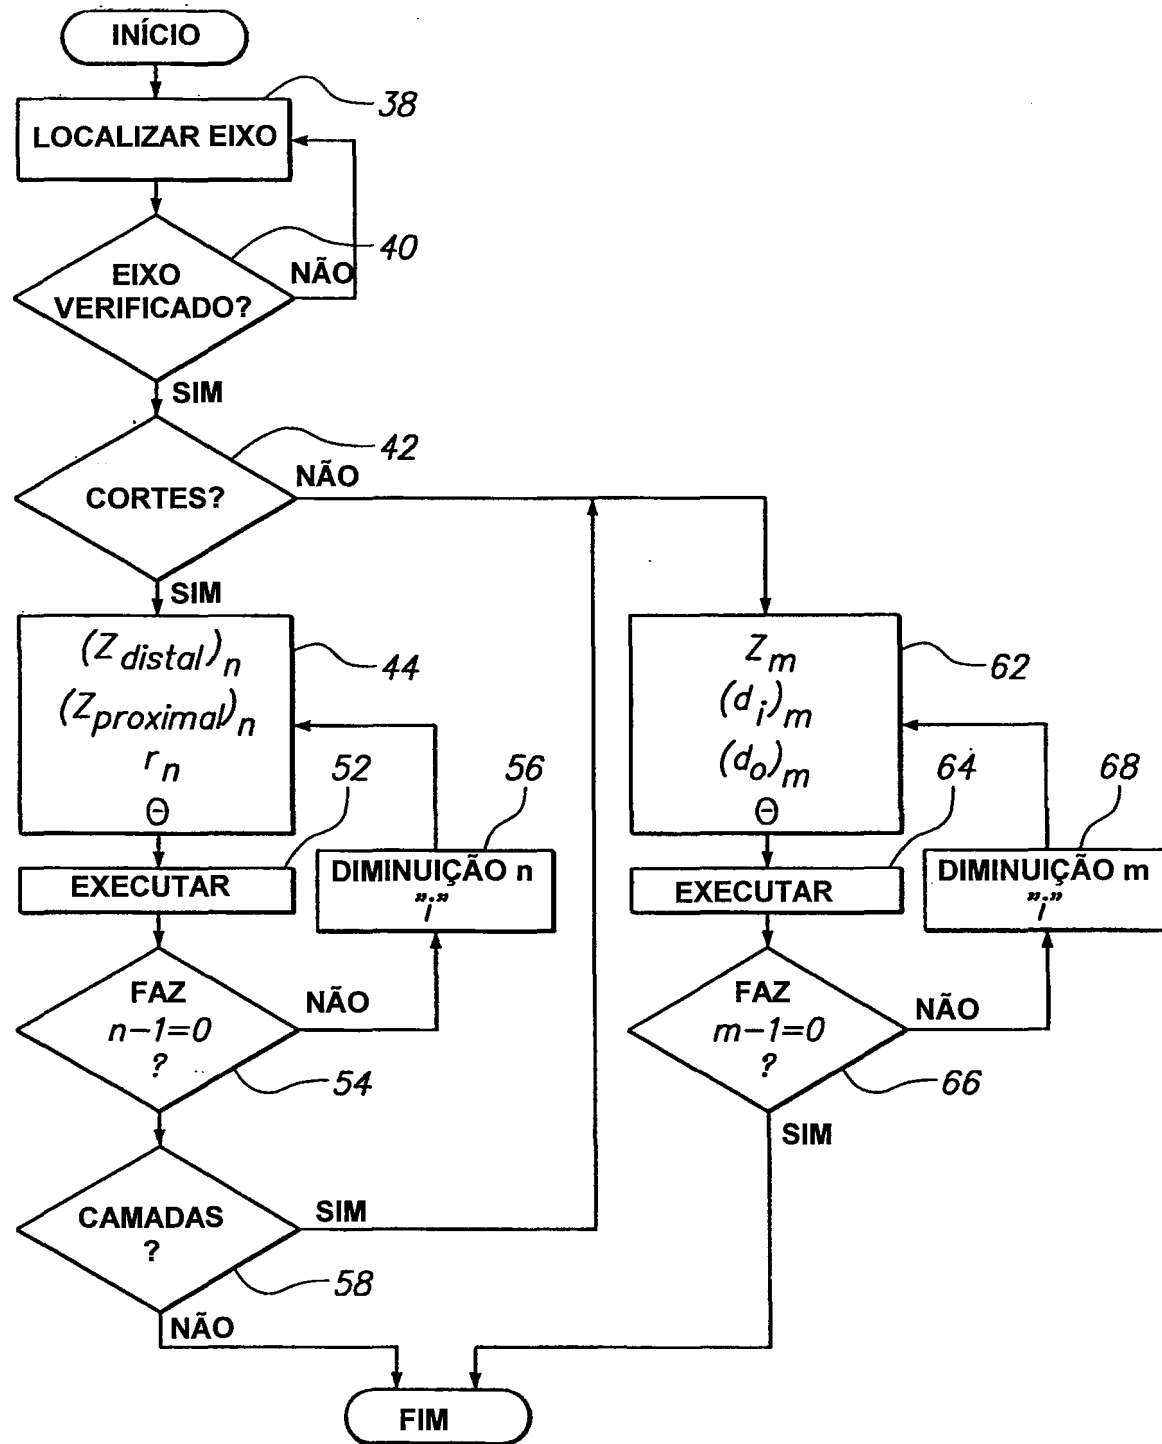 INÍCIO
38
LOCALIZAR EIXO
40
EIXO
VERIFICADO?
NÃO
SIM
42
CORTES?
NÃO
SIM
(Z distal)n
(Z proximal)n
r n
Θ
44
52
EXECUTAR
56
DIMINUIÇÃO n
"i"
FAZ
n-1=0
?
NÃO
54
CAMADAS
?
SIM
58
NÃO
Z m
(d i)m
(d o)m
Θ
62
64
EXECUTAR
68
DIMINUIÇÃO m
"i"
FAZ
m-1=0
?
NÃO
66
SIM
FIM